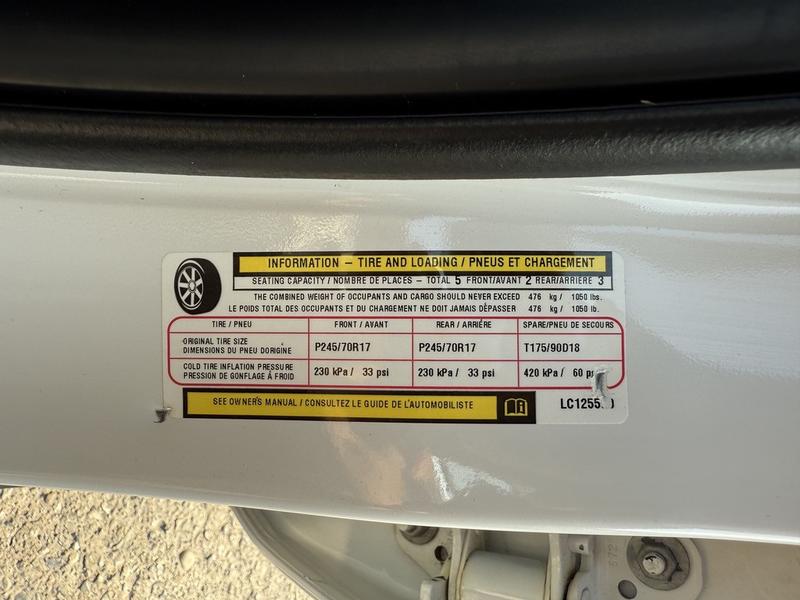 INFORMATION – TIRE AND LOADING / PNEUS ET CHARGEMENT
SEATING CAPACITY / NOMBRE DE PLACES – TOTAL 5 FRONT/AVANT 2 REAR/ARRIÈRE 3
THE COMBINED WEIGHT OF OCCUPANTS AND CARGO SHOULD NEVER EXCEED 476 kg / 1050 lbs.
LE POIDS TOTAL DES OCCUPANTS ET DU CHARGEMENT NE DOIT JAMAIS DÉPASSER 476 kg / 1050 lb.
TIRE / PNEU FRONT / AVANT REAR / ARRIÉRE SPARE/PNEU DE SECOURS
ORIGINAL TIRE SIZE
DIMENSIONS DU PNEU DORIGINE P245/70R17 P245/70R17 T175/90D18
COLD TIRE INFLATION PRESSURE
PRESSION DE GONFLAGE À FROID 230 kPa / 33 psi 230 kPa / 33 psi 420 kPa / 60
SEE OWNER'S MANUAL / CONSULTEZ LE GUIDE DE L'AUTOMOBILISTE
672